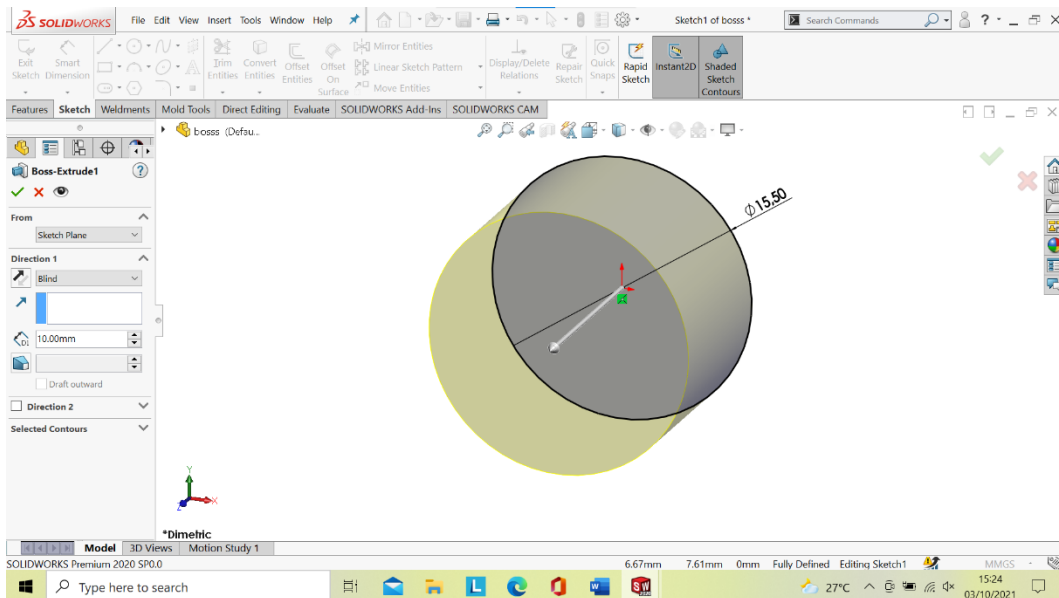 SOLIDWORKS File Edit View Insert Tools Window Help Sketch1 of bosss * Search Commands
Exit Sketch
Smart Dimension
Trim Entities
Convert Entities
Offset Entities
Offset On Surface
Mirror Entities
Linear Sketch Pattern
Move Entities
Display/Delete Relations
Repair Sketch
Quick Snaps
Rapid Sketch
Instant2D
Shaded Sketch Contours
Features Sketch Weldments Mold Tools Direct Editing Evaluate SOLIDWORKS Add-Ins SOLIDWORKS CAM
bosss (Defau...
Boss-Extrude1
From
Sketch Plane
Direction 1
Blind
D1 10.00mm
Draft outward
Direction 2
Selected Contours
⌀15.50
Y
X
Z
*Dimetric
Model 3D Views Motion Study 1
SOLIDWORKS Premium 2020 SP0.0 6.67mm 7.61mm 0mm Fully Defined Editing Sketch1 MMGS
Type here to search
27°C
15:24
03/10/2021